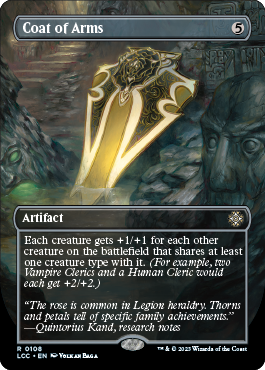 Coat of Arms 5
Artifact
Each creature gets +1/+1 for each other
creature on the battlefield that shares at least
one creature type with it. (For example, two
Vampire Clerics and a Human Cleric would
each get +2/+2.)
“The rose is common in Legion heraldry. Thorns
and petals tell of specific family achievements.”
—Quintorius Kand, research notes
R 0108
LCC • EN Volkan Baga
™ & © 2023 Wizards of the Coast